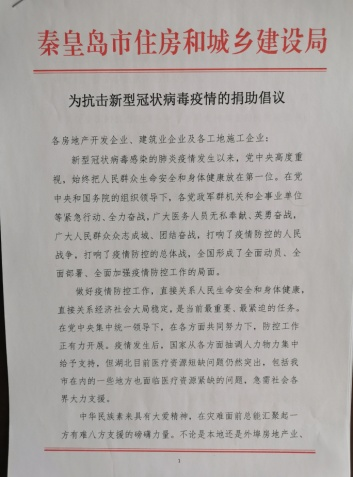 秦皇岛市住房和城乡建设局
为抗击新型冠状病毒疫情的捐助倡议
各房地产开发企业、建筑业企业及各工地施工企业：
新型冠状病毒感染的肺炎疫情发生以来，党中央高度重
视，始终把人民群众生命安全和身体健康放在第一位。在党
中央和国务院的组织领导下，各党政军群机关和企事业单位
等紧急行动、全力奋战，广大医务人员无私奉献、英勇奋战，
广大人民群众众志成城、团结奋战，打响了疫情防控的人民
战争，打响了疫情防控的总体战，全国形成了全面动员、全
面部署、全面加强疫情防控工作的局面。
做好疫情防控工作，直接关系人民生命安全和身体健康，
直接关系经济社会大局稳定，是当前最重要、最紧迫的任务。
在党中央集中统一领导下，在各方面共同努力下，防控工作
正有力开展。疫情发生后，国家从各方面抽调人力物力集中
给予支持，但湖北目前医疗资源短缺问题仍然突出，包括我
市在内的一些地方也面临医疗资源紧缺的问题，急需社会各
界大力支援。
中华民族素来具有大爱精神，在灾难面前总能汇聚起一
方有难八方支援的磅礴力量。不论是本地还是外埠房地产业、
1